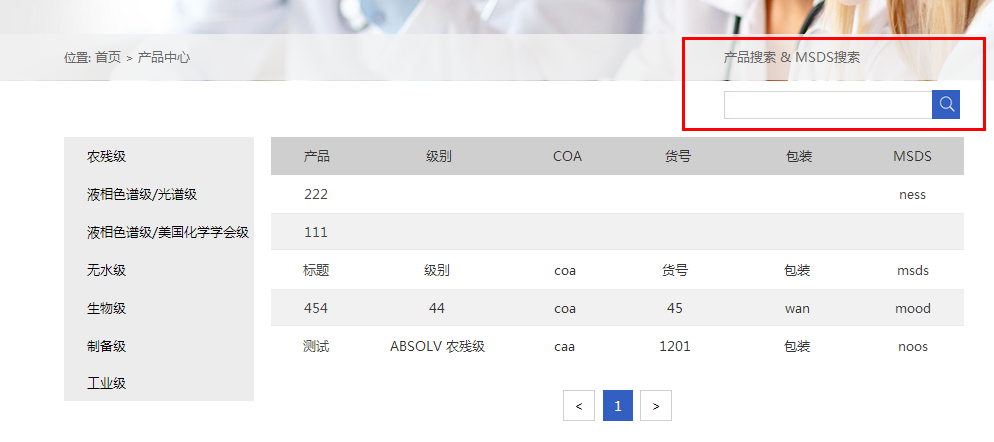 位置: 首页 > 产品中心
产品搜索 & MSDS搜索
农残级
液相色谱级/光谱级
液相色谱级/美国化学学会级
无水级
生物级
制备级
工业级
产品 级别 COA 货号 包装 MSDS
222 ness
111
标题 级别 coa 货号 包装 msds
454 44 coa 45 wan mood
测试 ABSOLV 农残级 caa 1201 包装 noos
< 1 >